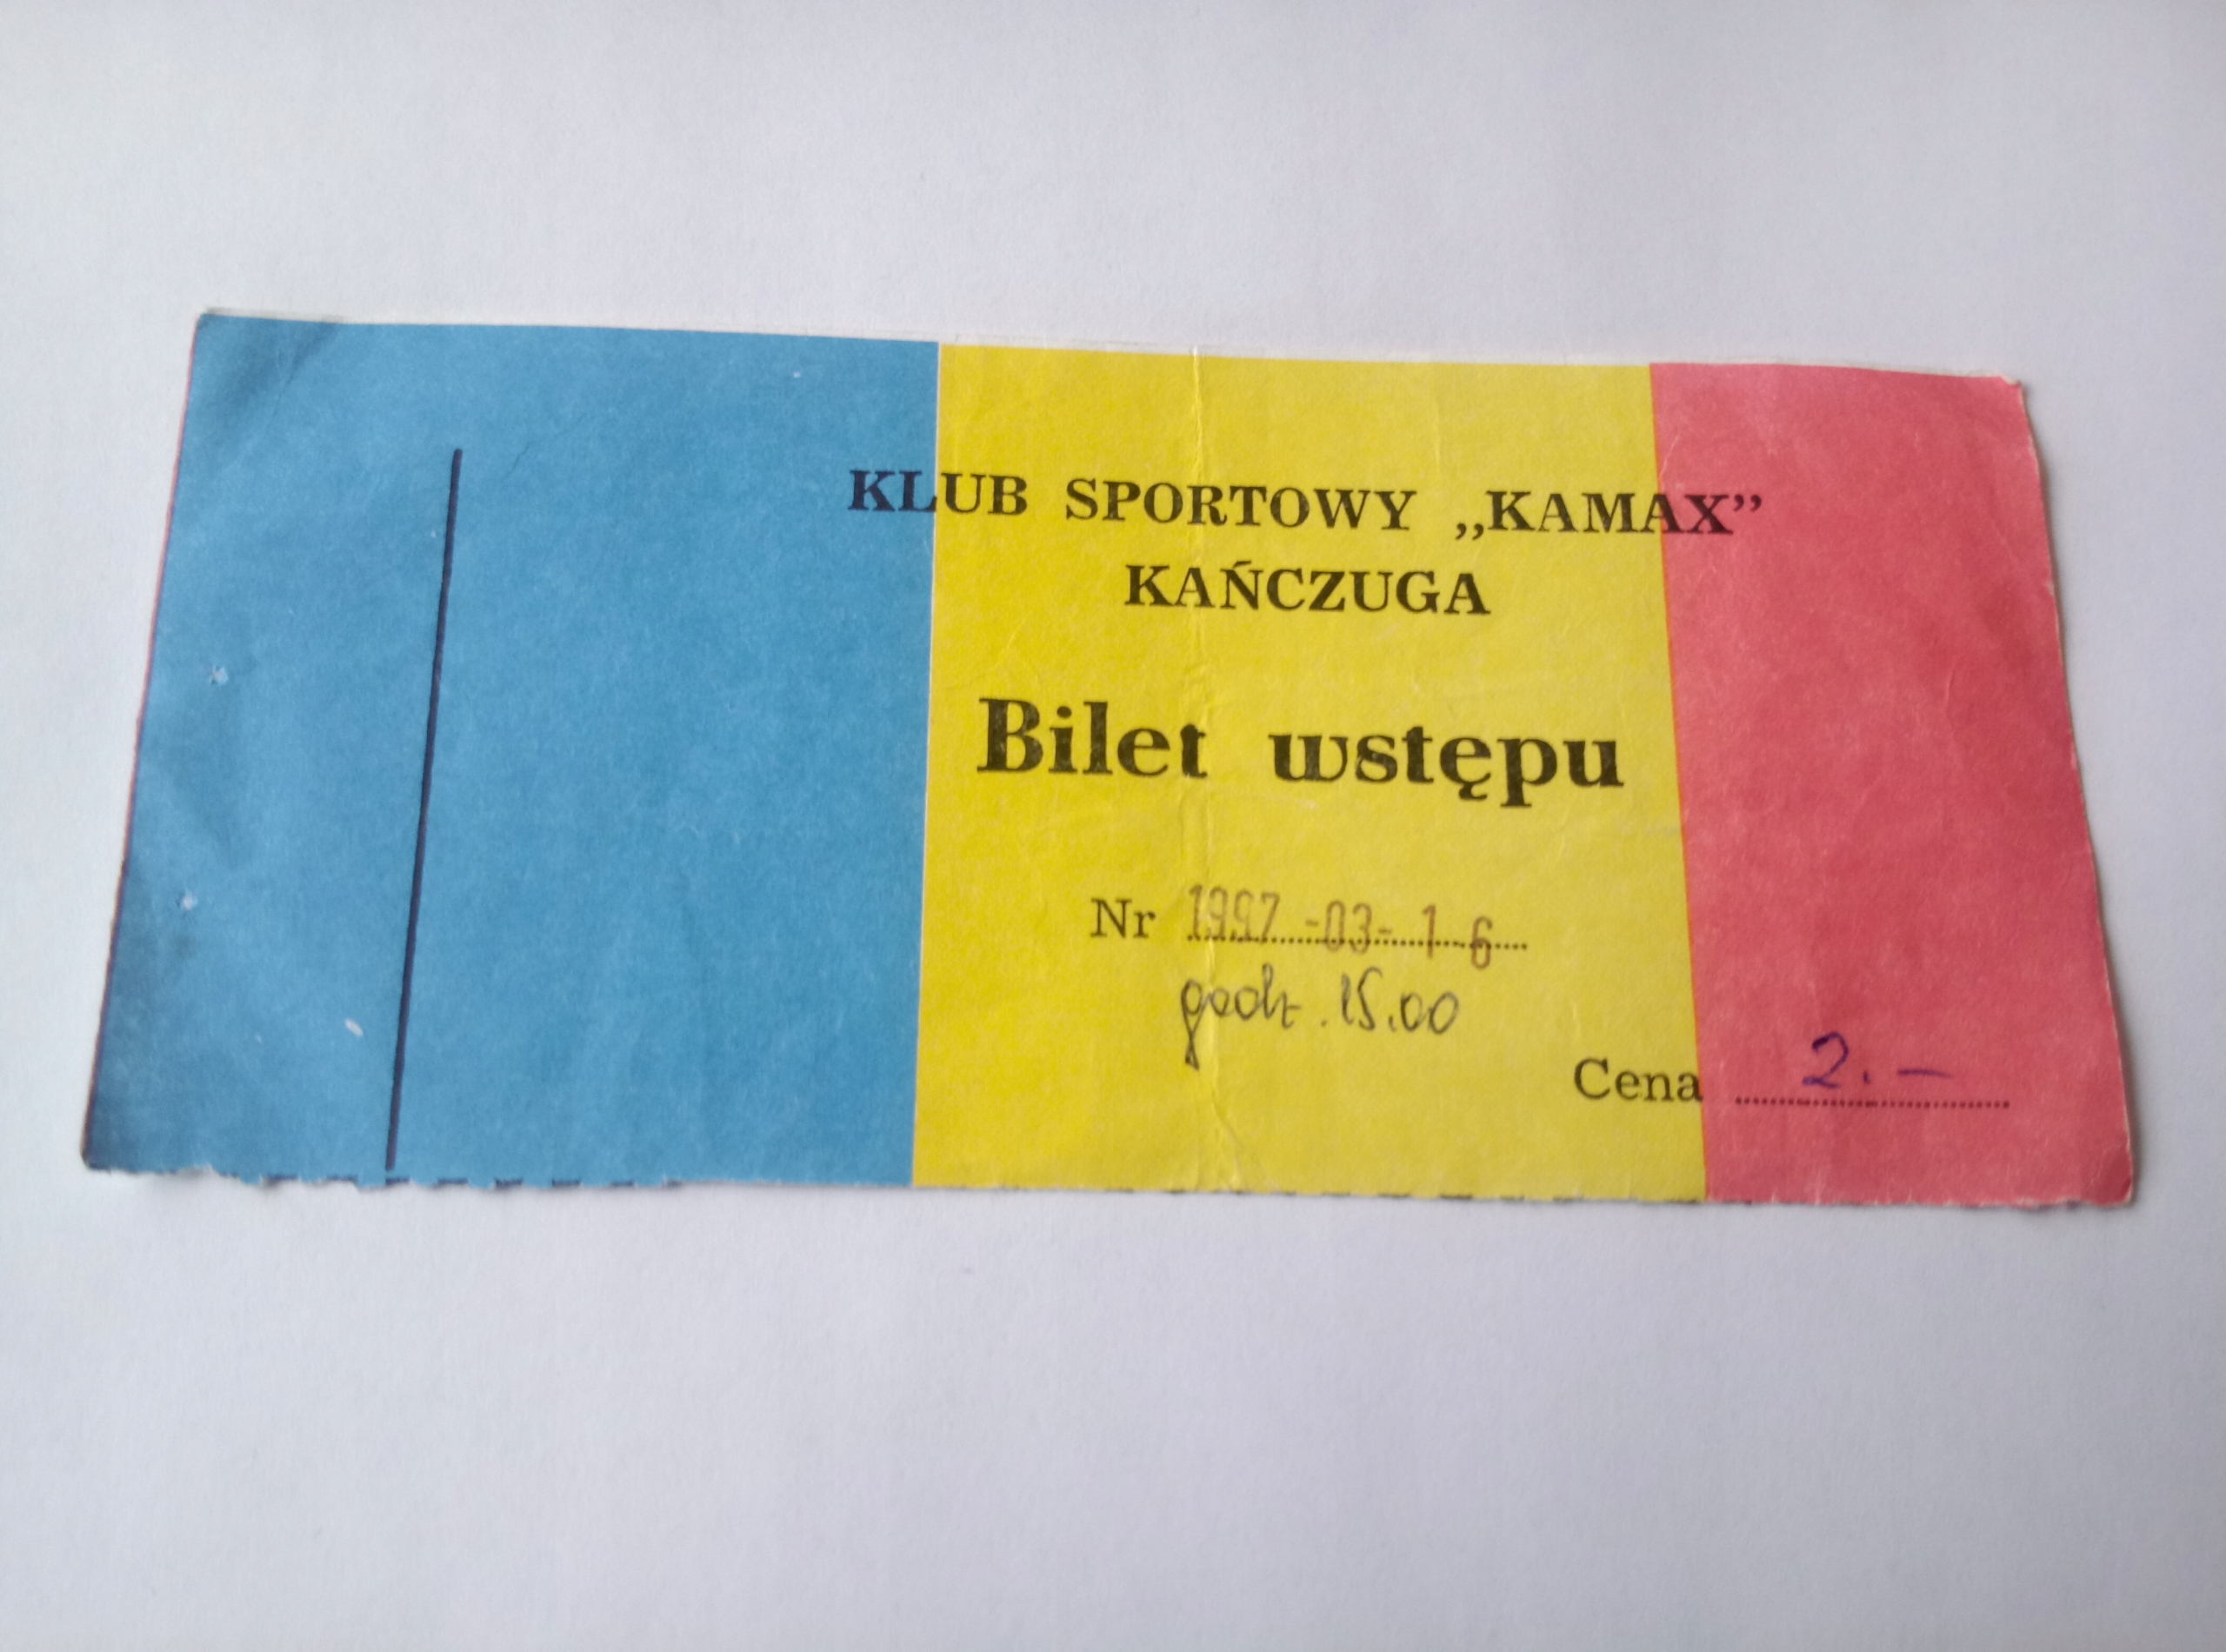 KLUB SPORTOWY „KAMAX”
KAŃCZUGA
Bilet wstępu
Nr 1997-03-16
godz. 15.00
Cena 2.-